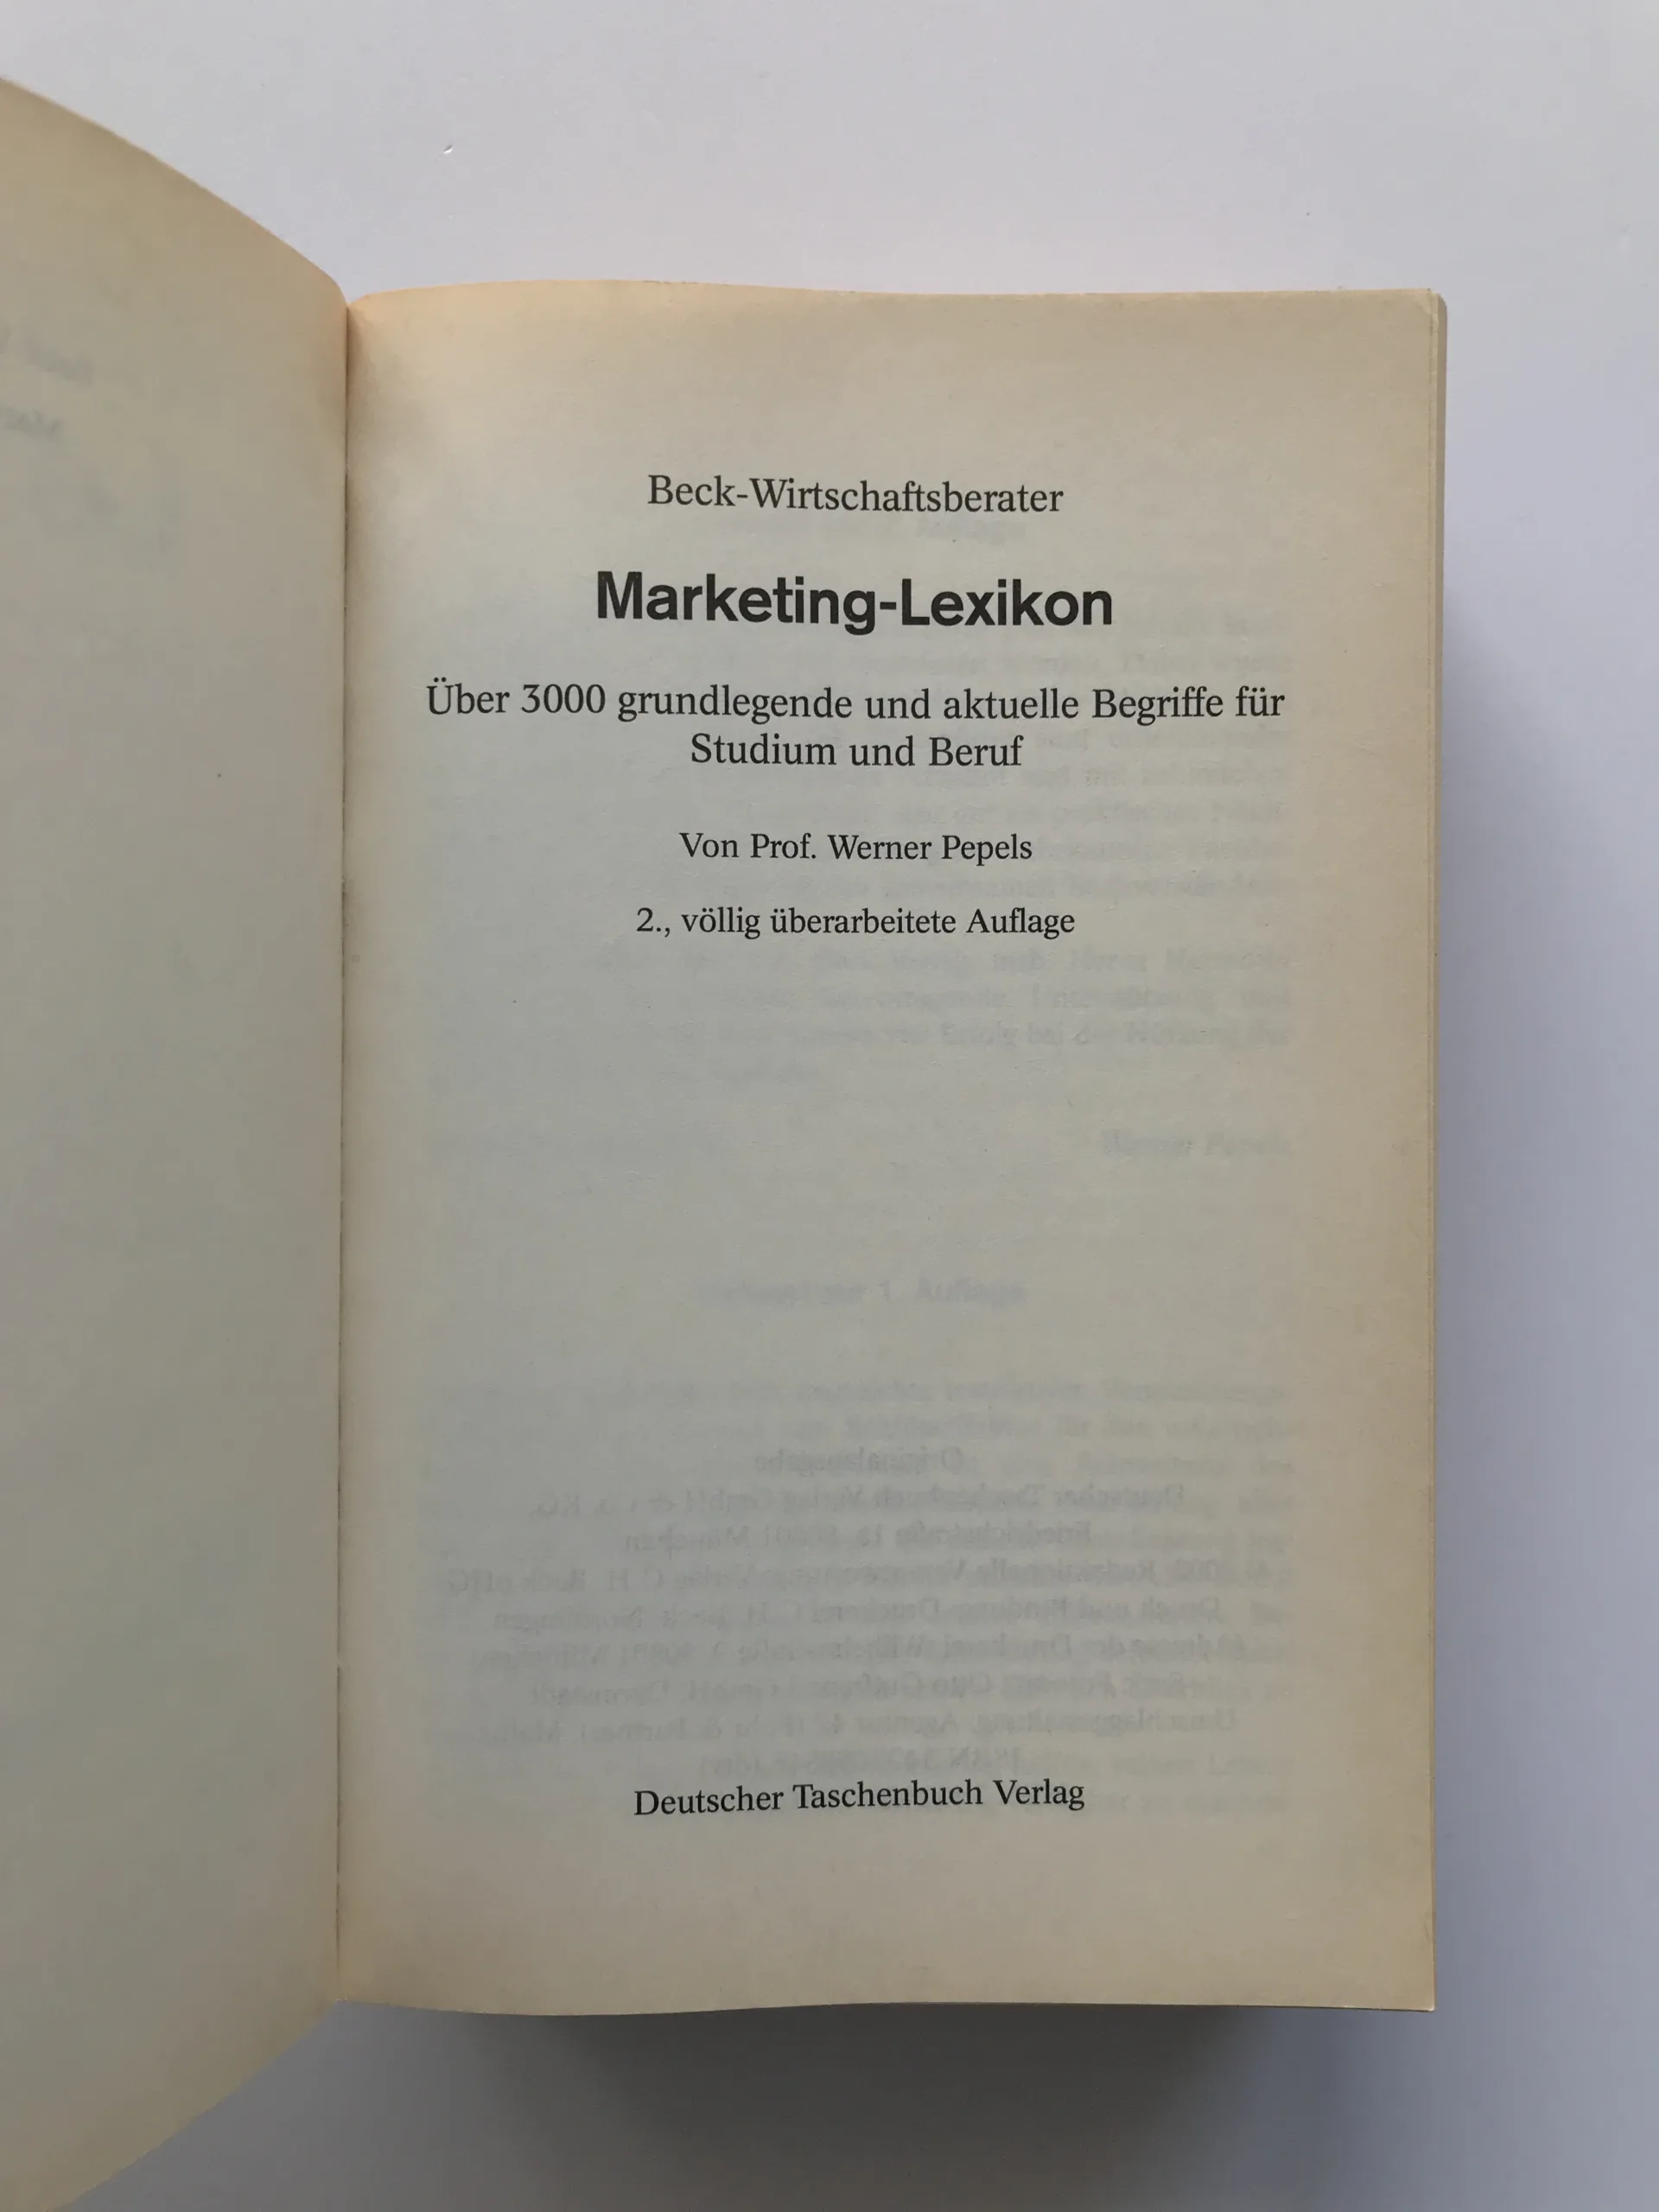 Beck-Wirtschaftsberater
Marketing-Lexikon
Über 3000 grundlegende und aktuelle Begriffe für
Studium und Beruf
Von Prof. Werner Pepels
2., völlig überarbeitete Auflage
Deutscher Taschenbuch Verlag